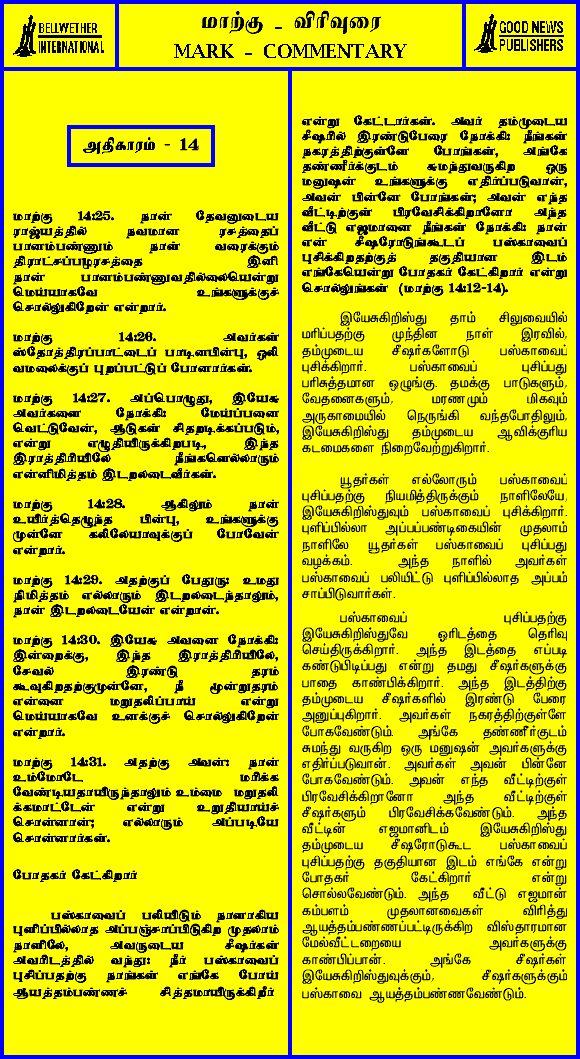 BELLWETHER
INTERNATIONAL
மாற்கு - விரிவுரை
MARK - COMMENTARY
GOOD NEWS
PUBLISHERS
அதிகாரம் - 14
மாற்கு 14:25. நான் தேவனுடைய
ராஜ்யத்தில் நவமான ரசத்தைப்
பானம்பண்ணும் நாள் வரைக்கும்
திராட்சப்பழரசத்தை இனி
நான் பானம்பண்ணுவதில்லையென்று
மெய்யாகவே உங்களுக்குச்
சொல்லுகிறேன் என்றார்.
மாற்கு 14:26. அவர்கள்
ஸ்தோத்திரப்பாட்டைப் பாடினபின்பு, ஒலி
வமலைக்குப் புறப்பட்டுப் போனார்கள்.
மாற்கு 14:27. அப்பொழுது, இயேசு
அவர்களை நோக்கி: மேய்ப்பனை
வெட்டுவேன், ஆடுகள் சிதறடிக்கப்படும்,
என்று எழுதியிருக்கிறபடி, இந்த
இராத்திரியிலே நீங்களெல்லாரும்
என்னிமித்தம் இடறலடைவீர்கள்.
மாற்கு 14:28. ஆகிலும் நான்
உயிர்த்தெழுந்த பின்பு, உங்களுக்கு
முன்னே கலிலேயாவுக்குப் போவேன்
என்றார்.
மாற்கு 14:29. அதற்குப் பேதுரு: உமது
நிமித்தம் எல்லாரும் இடறலடைந்தாலும்,
நான் இடறலடையேன் என்றான்.
மாற்கு 14:30. இயேசு அவனை நோக்கி:
இன்றைக்கு, இந்த இராத்திரியிலே,
சேவல் இரண்டு தரம்
கூவுகிறதற்குமுன்னே, நீ மூன்றுதரம்
என்னை மறுதலிப்பாய் என்று
மெய்யாகவே உனக்குச் சொல்லுகிறேன்
என்றார்.
மாற்கு 14:31. அதற்கு அவன்: நான்
உம்மோடே மரிக்க
வேண்டியதாயிருந்தாலும் உம்மை மறுதலி
க்கமாட்டேன் என்று உறுதியாய்ச்
சொன்னான்; எல்லாரும் அப்படியே
சொன்னார்கள்.
போதகர் கேட்கிறார்
பஸ்காவைப் பலியிடும் நாளாகிய
புளிப்பில்லாத அப்பஞ்சாப்பிடுகிற முதலாம்
நாளிலே, அவருடைய சீஷர்கள்
அவரிடத்தில் வந்து: நீர் பஸ்காவைப்
புசிப்பதற்கு நாங்கள் எங்கே போய்
ஆயத்தம்பண்ணச் சித்தமாயிருக்கிறீர்
என்று கேட்டார்கள். அவர் தம்முடைய
சீஷரில் இரண்டுபேரை நோக்கி: நீங்கள்
நகரத்திற்குள்ளே போங்கள், அங்கே
தண்ணீர்க்குடம் சுமந்துவருகிற ஒரு
மனுஷன் உங்களுக்கு எதிர்ப்படுவான்,
அவன் பின்னே போங்கள்; அவன் எந்த
வீட்டிற்குள் பிரவேசிக்கிறானோ அந்த
வீட்டு எஜமானை நீங்கள் நோக்கி: நான்
என் சீஷரோடுங்கூடப் பஸ்காவைப்
புசிக்கிறதற்குத் தகுதியான இடம்
எங்கேயென்று போதகர் கேட்கிறார் என்று
சொல்லுங்கள் (மாற்கு 14:12-14).
இயேசுகிறிஸ்து தாம் சிலுவையில்
மரிப்பதற்கு முந்தின நாள் இரவில்,
தம்முடைய சீஷர்களோடு பஸ்காவைப்
புசிக்கிறார். பஸ்காவைப் புசிப்பது
பரிசுத்தமான ஒழுங்கு. தமக்கு பாடுகளும்,
வேதனைகளும், மரணமும் மிகவும்
அருகாமையில் நெருங்கி வந்தபோதிலும்,
இயேசுகிறிஸ்து தம்முடைய ஆவிக்குரிய
கடமைகளை நிறைவேற்றுகிறார்.
யூதர்கள் எல்லோரும் பஸ்காவைப்
புசிப்பதற்கு நியமித்திருக்கும் நாளிலேயே,
இயேசுகிறிஸ்துவும் பஸ்காவைப் புசிக்கிறார்.
புளிப்பில்லா அப்பப்பண்டிகையின் முதலாம்
நாளிலே யூதர்கள் பஸ்காவைப் புசிப்பது
வழக்கம். அந்த நாளில் அவர்கள்
பஸ்காவைப் பலியிட்டு புளிப்பில்லாத அப்பம்
சாப்பிடுவார்கள்.
பஸ்காவைப் புசிப்பதற்கு
இயேசுகிறிஸ்துவே ஓரிடத்தை தெரிவு
செய்திருக்கிறார். அந்த இடத்தை எப்படி
கண்டுபிடிப்பது என்று தமது சீஷர்களுக்கு
பாதை காண்பிக்கிறார். அந்த இடத்திற்கு
தம்முடைய சீஷர்களில் இரண்டு பேரை
அனுப்புகிறார். அவர்கள் நகரத்திற்குள்ளே
போகவேண்டும். அங்கே தண்ணீர்குடம்
சுமந்து வருகிற ஒரு மனுஷன் அவர்களுக்கு
எதிர்ப்படுவான். அவர்கள் அவன் பின்னே
போகவேண்டும். அவன் எந்த வீட்டிற்குள்
பிரவேசிக்கிறானோ அந்த வீட்டிற்குள்
சீஷர்களும் பிரவேசிக்கவேண்டும். அந்த
வீட்டின் எஜமானிடம் இயேசுகிறிஸ்து
தம்முடைய சீஷரோடுகூட பஸ்காவைப்
புசிப்பதற்கு தகுதியான இடம் எங்கே என்று
போதகர் கேட்கிறார் என்று
சொல்லவேண்டும். அந்த வீட்டு எஜமான்
கம்பளம் முதலானவைகள் விரித்து
ஆயத்தம்பண்ணப்பட்டிருக்கிற விஸ்தாரமான
மேல்வீட்டறையை அவர்களுக்கு
காண்பிப்பான். அங்கே சீஷர்கள்
இயேசுகிறிஸ்துவுக்கும், சீஷர்களுக்கும்
பஸ்காவை ஆயத்தம்பண்ணவேண்டும்.